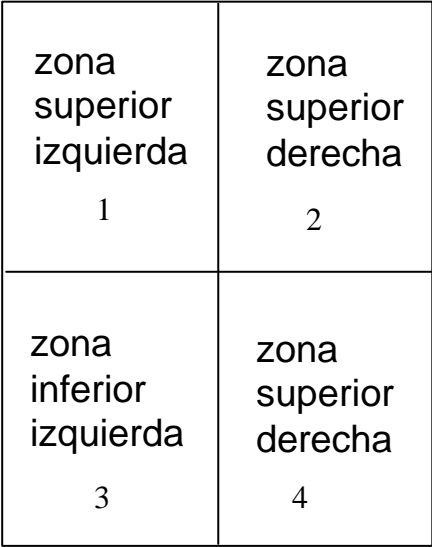 zona
superior
izquierda
1
zona
superior
derecha
2
zona
inferior
izquierda
3
zona
superior
derecha
4